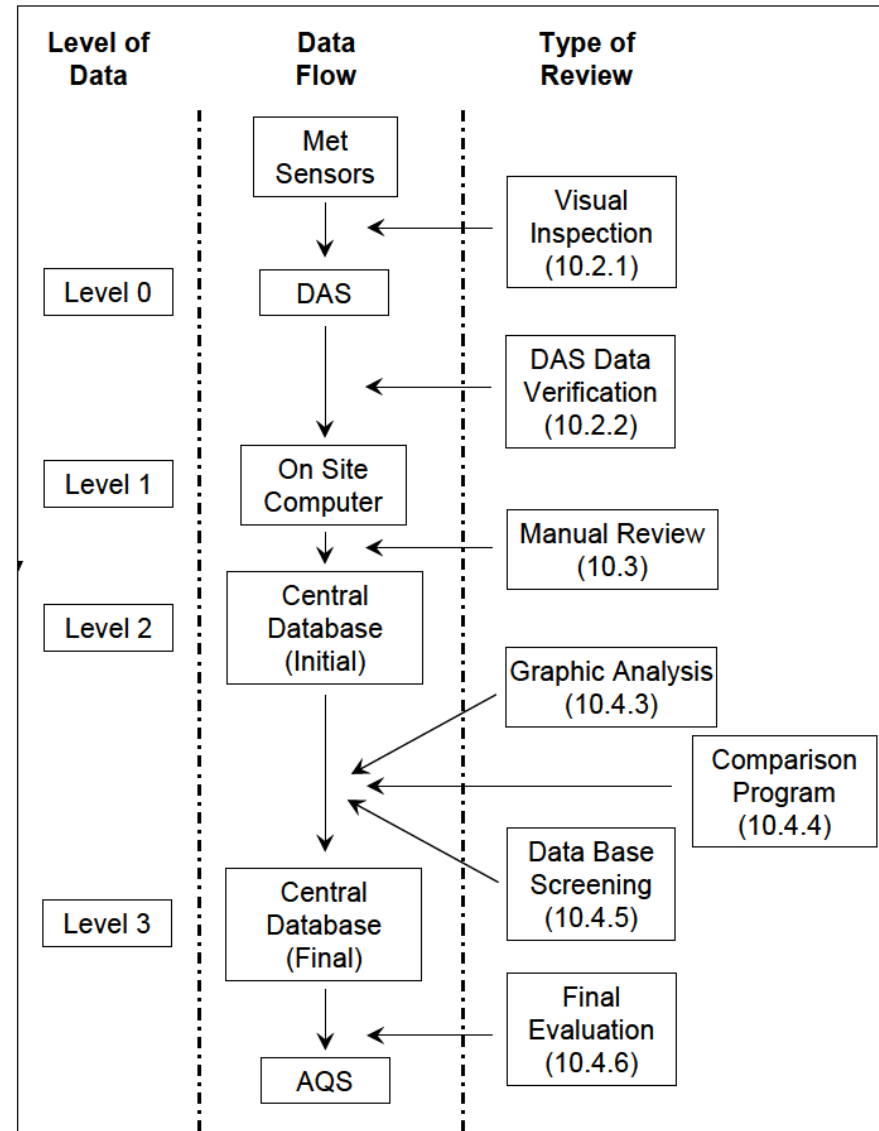 Level of
Data
Data
Flow
Type of
Review
Met
Sensors
Visual
Inspection
(10.2.1)
Level 0
DAS
DAS Data
Verification
(10.2.2)
Level 1
On Site
Computer
Manual Review
(10.3)
Level 2
Central
Database
(Initial)
Graphic Analysis
(10.4.3)
Comparison
Program
(10.4.4)
Data Base
Screening
(10.4.5)
Level 3
Central
Database
(Final)
Final
Evaluation
(10.4.6)
AQS